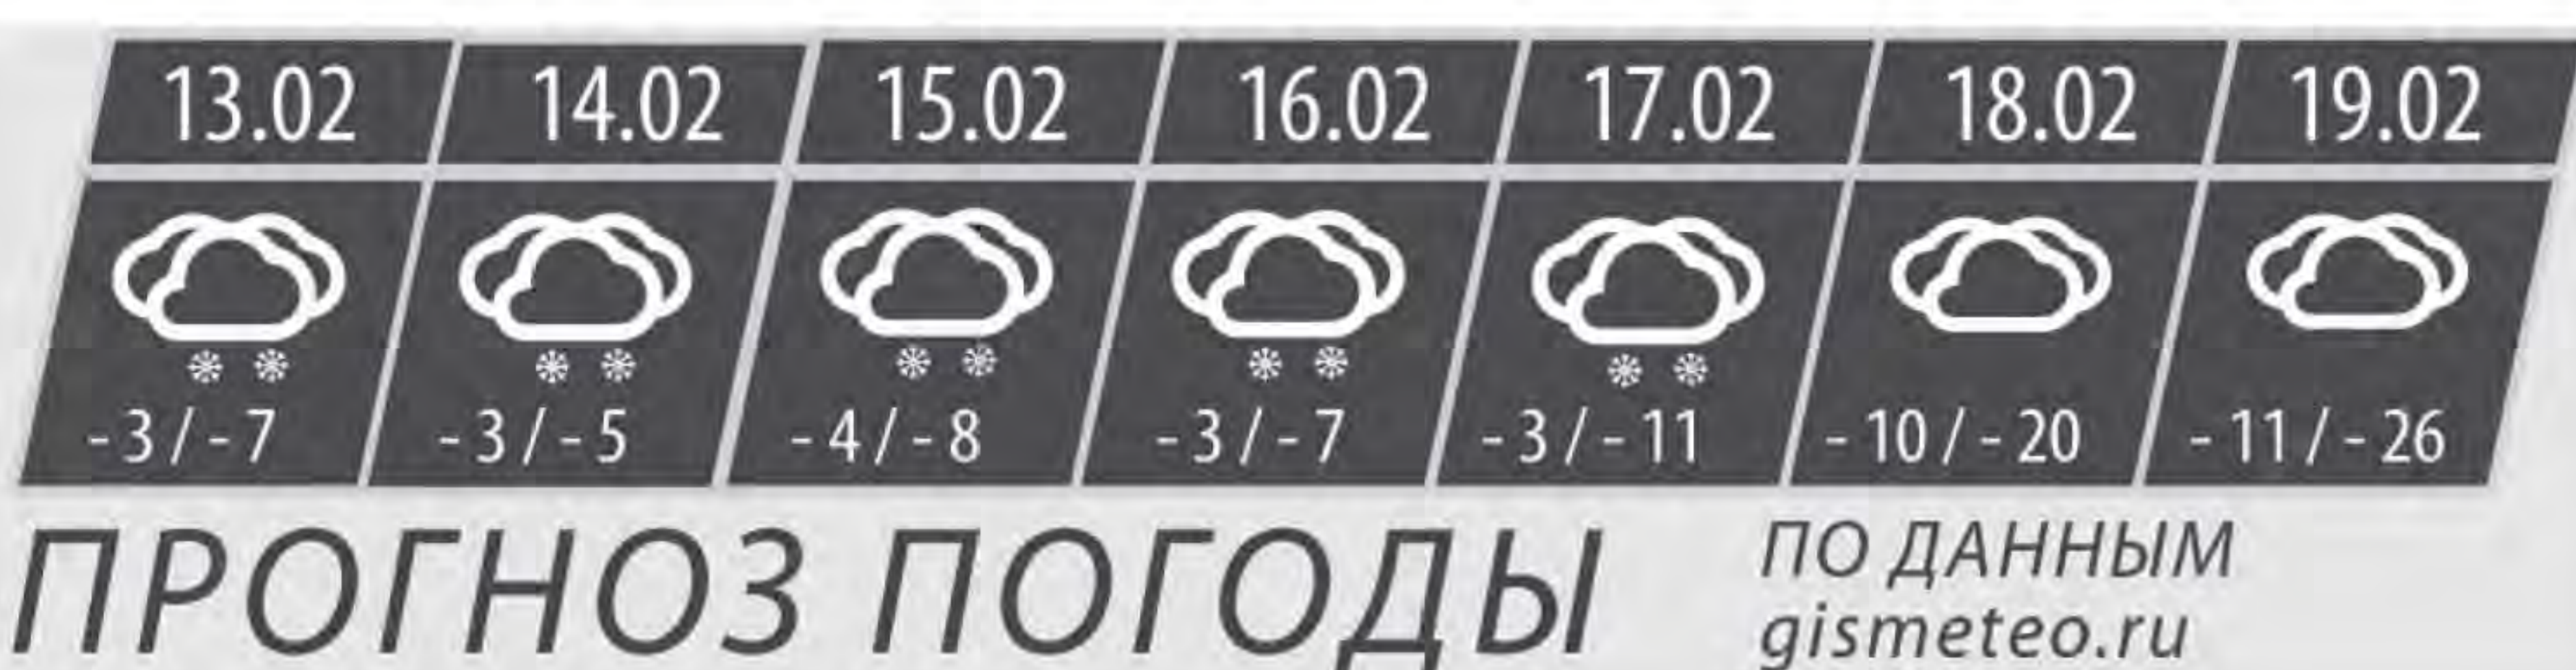 13.02 14.02 15.02 16.02 17.02 18.02 19.02
-3/-7 -3/-5 -4/-8 -3/-7 -3/-11 -10/-20 -11/-26
ПРОГНОЗ ПОГОДЫ
ПО ДАННЫМ
gismeteo.ru